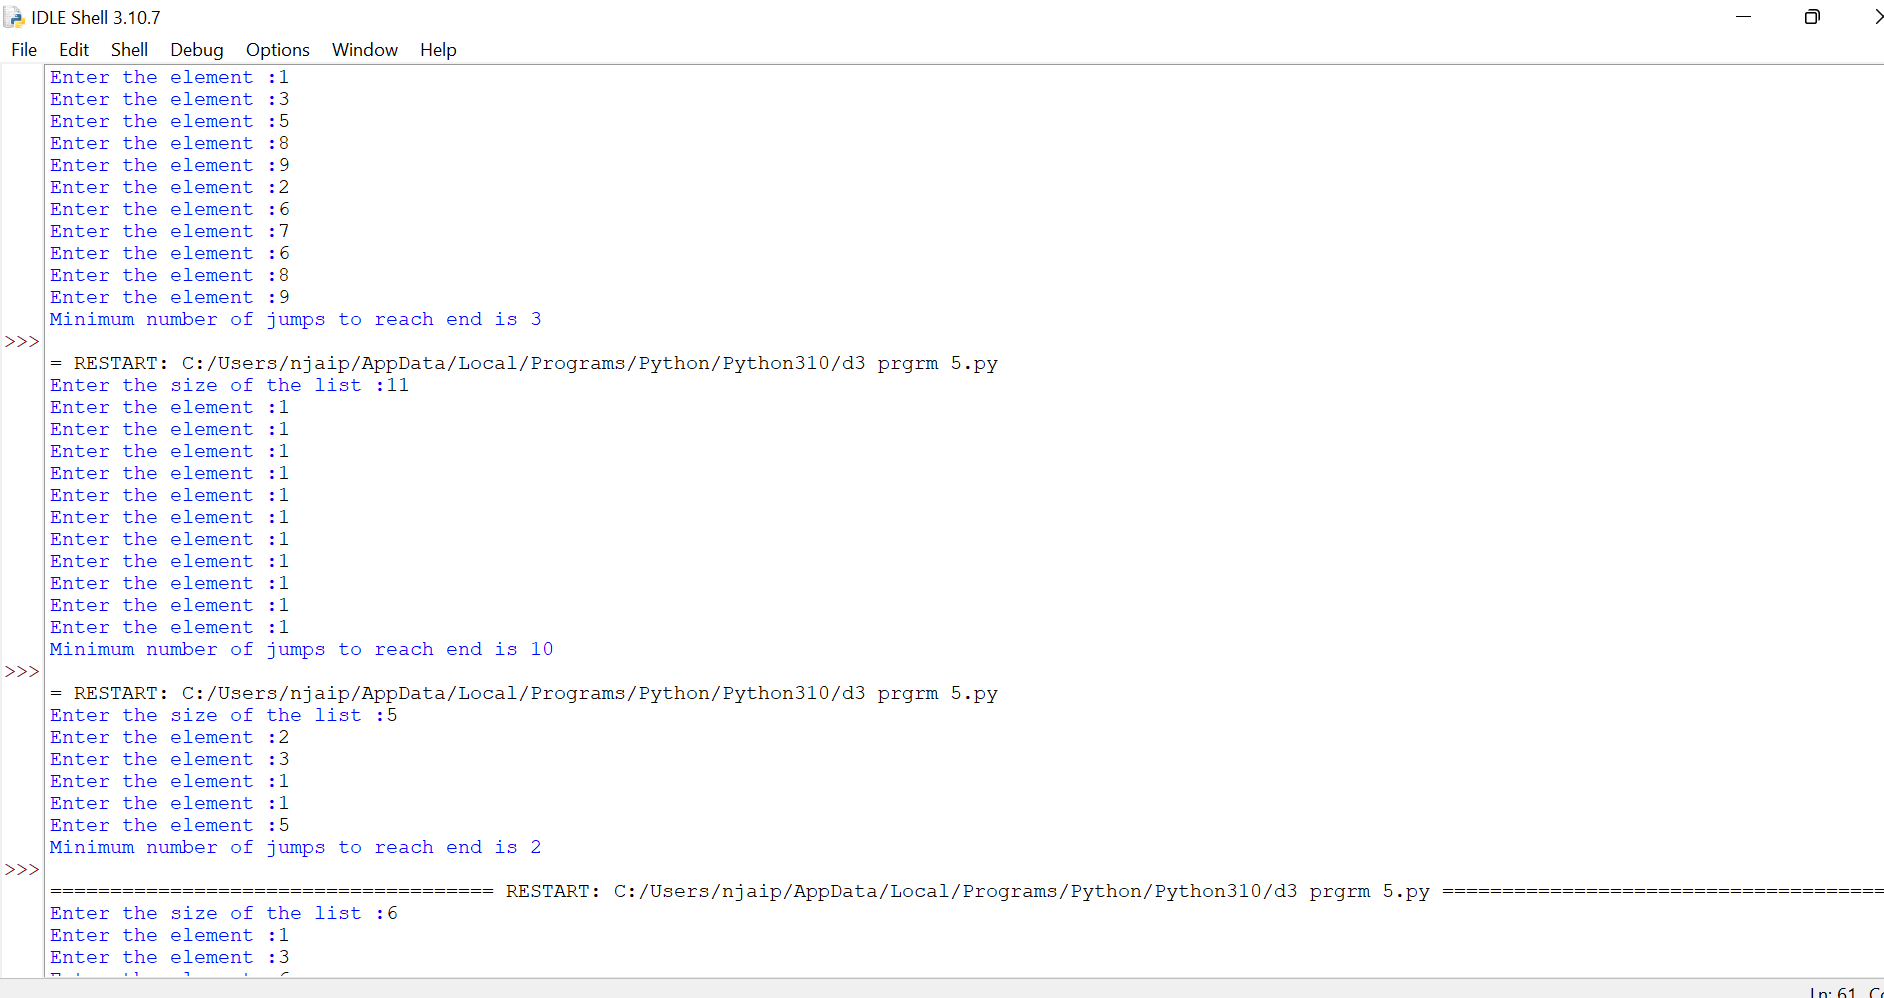 IDLE Shell 3.10.7
File Edit Shell Debug Options Window Help
Enter the element :1
Enter the element :3
Enter the element :5
Enter the element :8
Enter the element :9
Enter the element :2
Enter the element :6
Enter the element :7
Enter the element :6
Enter the element :8
Enter the element :9
Minimum number of jumps to reach end is 3
>>>
= RESTART: C:/Users/njaip/AppData/Local/Programs/Python/Python310/d3 prgrm 5.py
Enter the size of the list :11
Enter the element :1
Enter the element :1
Enter the element :1
Enter the element :1
Enter the element :1
Enter the element :1
Enter the element :1
Enter the element :1
Enter the element :1
Enter the element :1
Enter the element :1
Minimum number of jumps to reach end is 10
>>>
= RESTART: C:/Users/njaip/AppData/Local/Programs/Python/Python310/d3 prgrm 5.py
Enter the size of the list :5
Enter the element :2
Enter the element :3
Enter the element :1
Enter the element :1
Enter the element :5
Minimum number of jumps to reach end is 2
>>>
===================================== RESTART: C:/Users/njaip/AppData/Local/Programs/Python/Python310/d3 prgrm 5.py =====================================
Enter the size of the list :6
Enter the element :1
Enter the element :3
Ln: 61